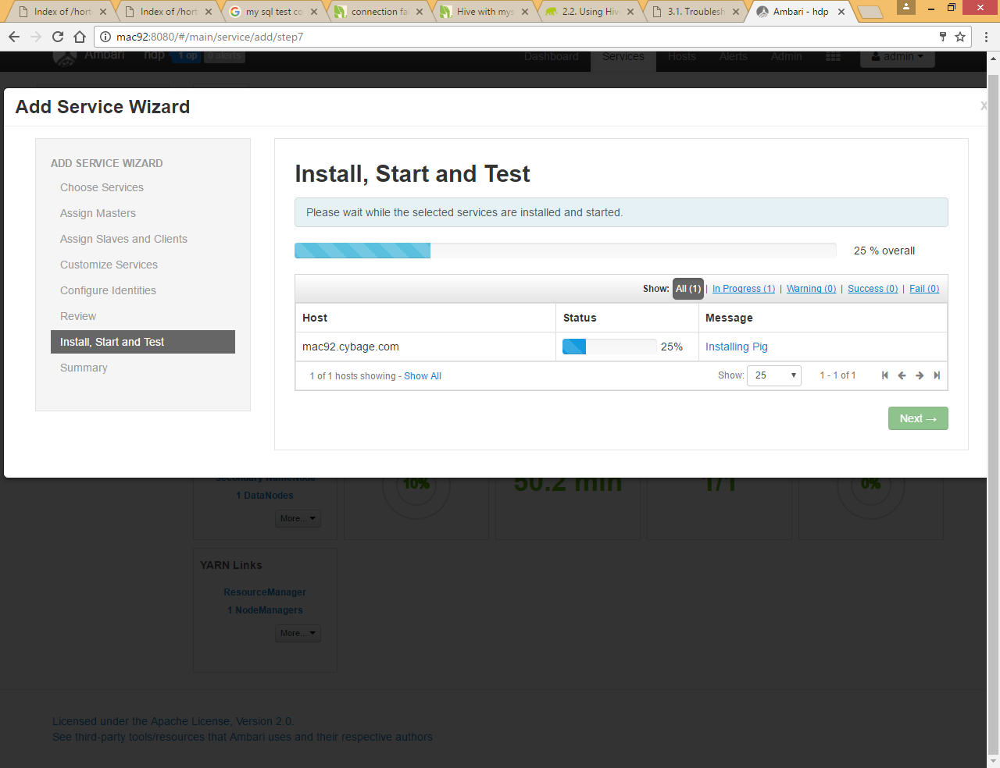 Index of /hort
Index of /hort
my sql test co
connection fai
Hive with mys
2.2. Using Hiv
3.1. Troublesh
Ambari - hdp
mac92:8080/#/main/service/add/step7
Ambari hdp 1 op 0 alerts
Dashboard Services Hosts Alerts Admin admin
Add Service Wizard
x
ADD SERVICE WIZARD
Choose Services
Assign Masters
Assign Slaves and Clients
Customize Services
Configure Identities
Review
Install, Start and Test
Summary
Install, Start and Test
Please wait while the selected services are installed and started.
25 % overall
Show: All (1) | In Progress (1) | Warning (0) | Success (0) | Fail (0)
Host Status Message
mac92.cybage.com 25% Installing Pig
1 of 1 hosts showing - Show All
Show: 25 1 - 1 of 1
Next →
Secondary NameNode
1 DataNodes
More...
10%
50.2 min
1/1
0%
YARN Links
ResourceManager
1 NodeManagers
More...
Licensed under the Apache License, Version 2.0.
See third-party tools/resources that Ambari uses and their respective authors